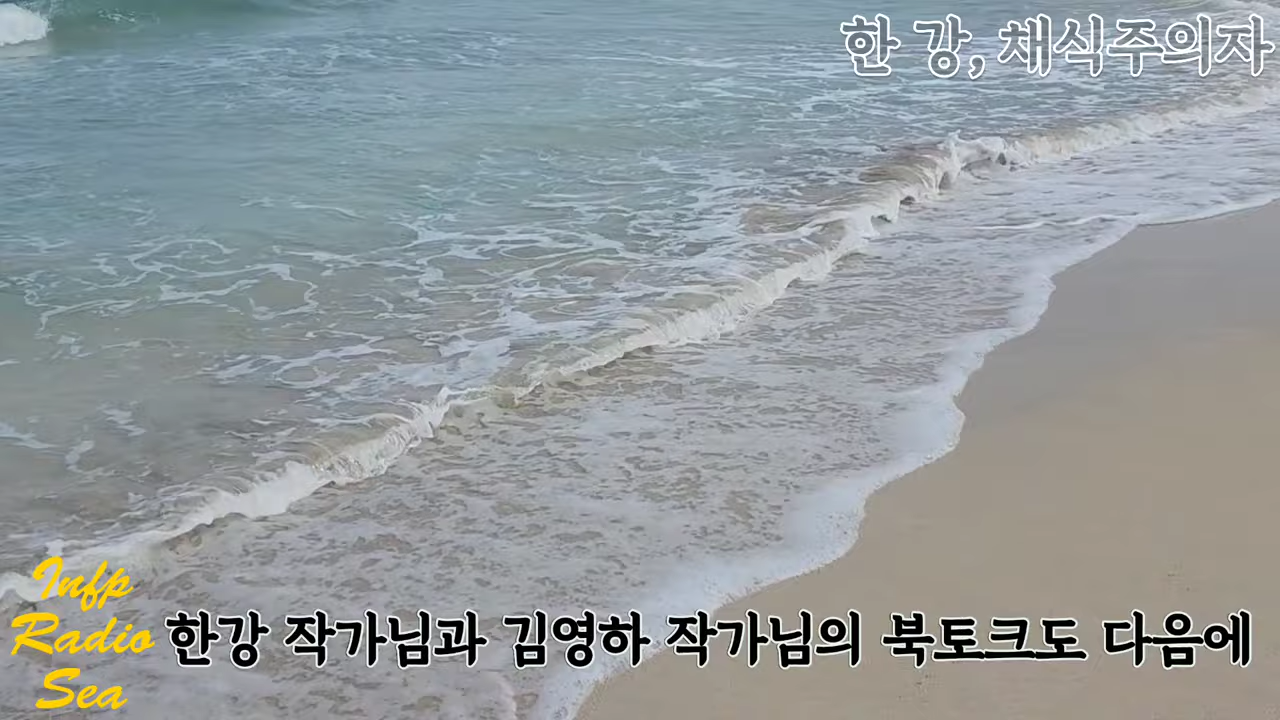 한 강, 채식주의자
Infp
Radio
Sea
한강 작가님과 김영하 작가님의 북토크도 다음에